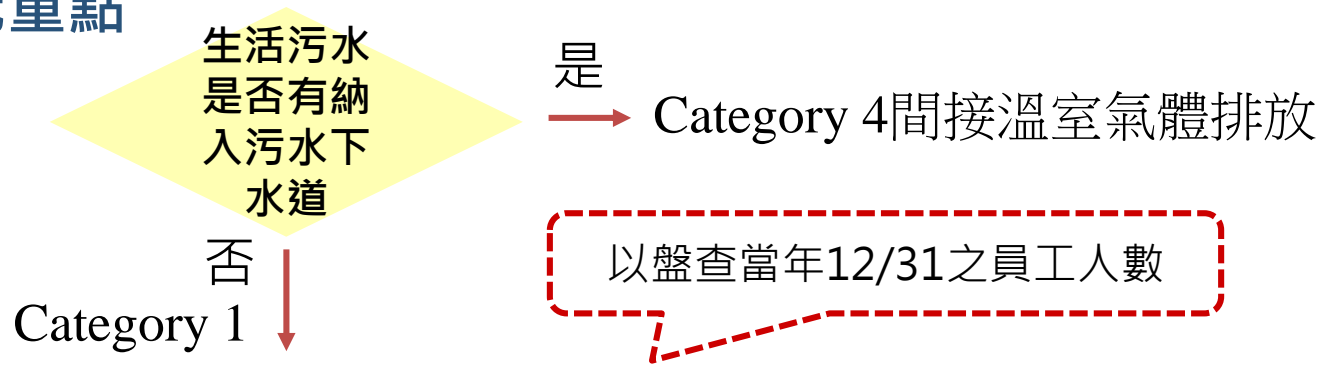 重點
生活污水
是否有納
入污水下
水道
是
Category 4間接溫室氣體排放
否
Category 1
以盤查當年12/31之員工人數